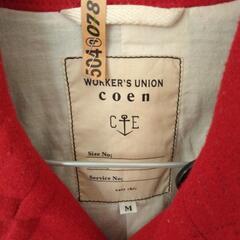 504 078
WORKER'S UNION
coen
C E
Size No;
Service No;
M